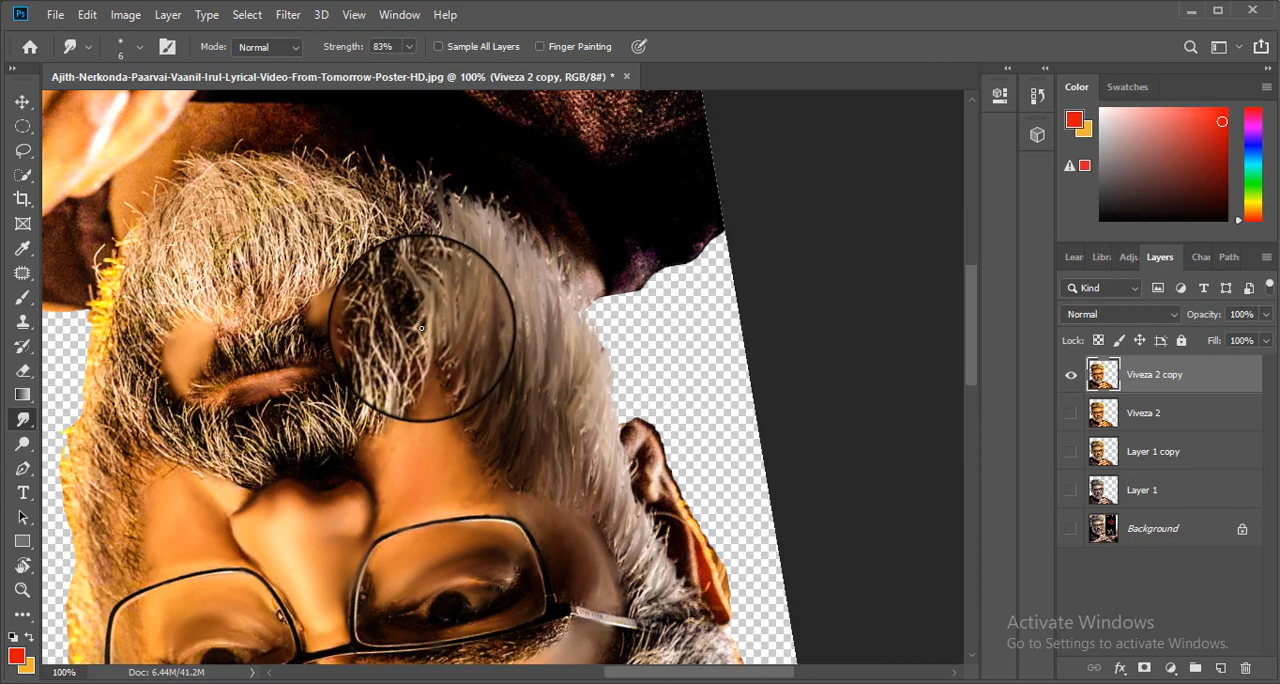 Ps File Edit Image Layer Type Select Filter 3D View Window Help
6 Mode: Normal Strength: 83% Sample All Layers Finger Painting
Ajith-Nerkonda-Paarvai-Vaanil-Irul-Lyrical-Video-From-Tomorrow-Poster-HD.jpg @ 100% (Viveza 2 copy, RGB/8#) *
Color Swatches
Lear Libra Adju Layers Char Path
Kind
Normal Opacity: 100%
Lock: Fill: 100%
Viveza 2 copy
Viveza 2
Layer 1 copy
Layer 1
Background
Activate Windows
Go to Settings to activate Windows.
100% Doc: 6.44M/41.2M